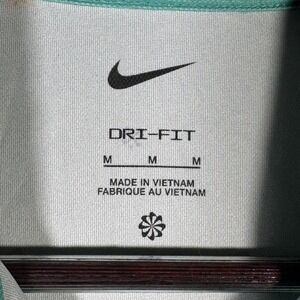 DRI-FIT
M M M
MADE IN VIETNAM
FABRIQUE AU VIETNAM